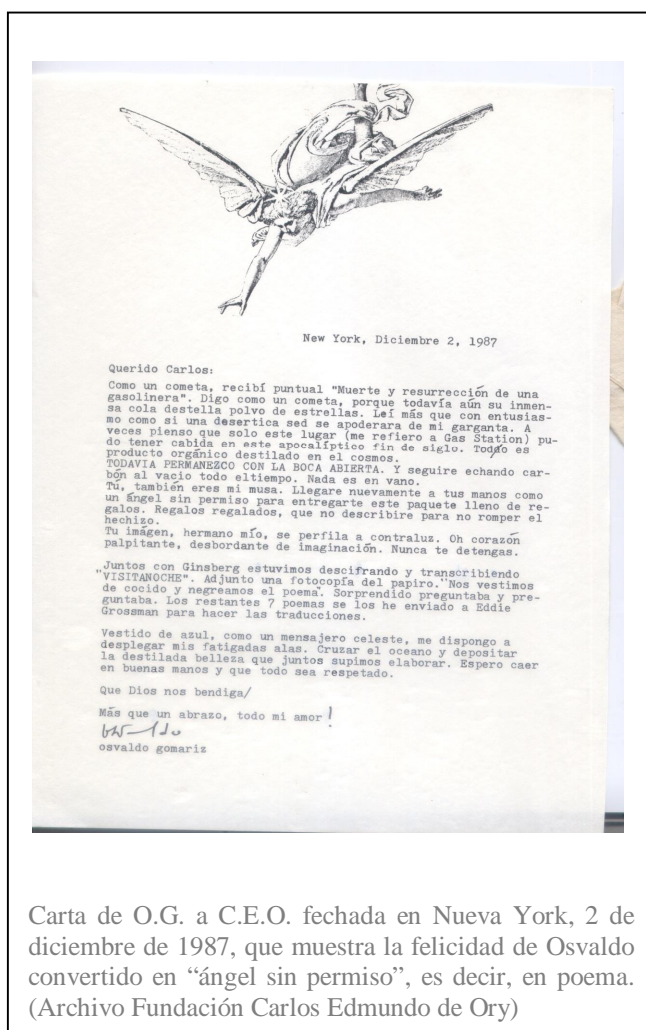 New York, Diciembre 2, 1987
Querido Carlos:
Como un cometa, recibí puntual "Muerte y resurrección de una
gasolinera". Digo como un cometa, porque todavía aún su inmen-
sa cola destella polvo de estrellas. Leí más que con entusias-
mo como si una desertica sed se apoderara de mi garganta. A
veces pienso que solo este lugar (me refiero a Gas Station) pu-
do tener cabida en este apocalíptico fin de siglo. Todo es
producto orgánico destilado en el cosmos.
TODAVIA PERMANEZCO CON LA BOCA ABIERTA. Y seguire echando car-
bón al vacio todo eltiempo. Nada es en vano.
Tú, también eres mi musa. Llegare nuevamente a tus manos como
un ángel sin permiso para entregarte este paquete lleno de re-
galos. Regalos regalados, que no describire para no romper el
hechizo.
Tu imágen, hermano mío, se perfila a contraluz. Oh corazón
palpitante, desbordante de imaginación. Nunca te detengas.
"Juntos con Ginsberg estuvimos descifrando y transcribiendo
"VISITANOCHE". Adjunto una fotocopía del papiro."Nos vestimos
de cocido y negreamos el poema". Sorprendido preguntaba y pre-
guntaba. Los restantes 7 poemas se los he enviado a Eddie
Grossman para hacer las traducciones.
Vestido de azul, como un mensajero celeste, me dispongo a
desplegar mis fatigadas alas. Cruzar el oceano y depositar
la destilada belleza que juntos supimos elaborar. Espero caer
en buenas manos y que todo sea respetado.
Que Dios nos bendiga/
Más que un abrazo, todo mi amor!
osvaldo gomariz
Carta de O.G. a C.E.O. fechada en Nueva York, 2 de
diciembre de 1987, que muestra la felicidad de Osvaldo
convertido en “ángel sin permiso”, es decir, en poema.
(Archivo Fundación Carlos Edmundo de Ory)